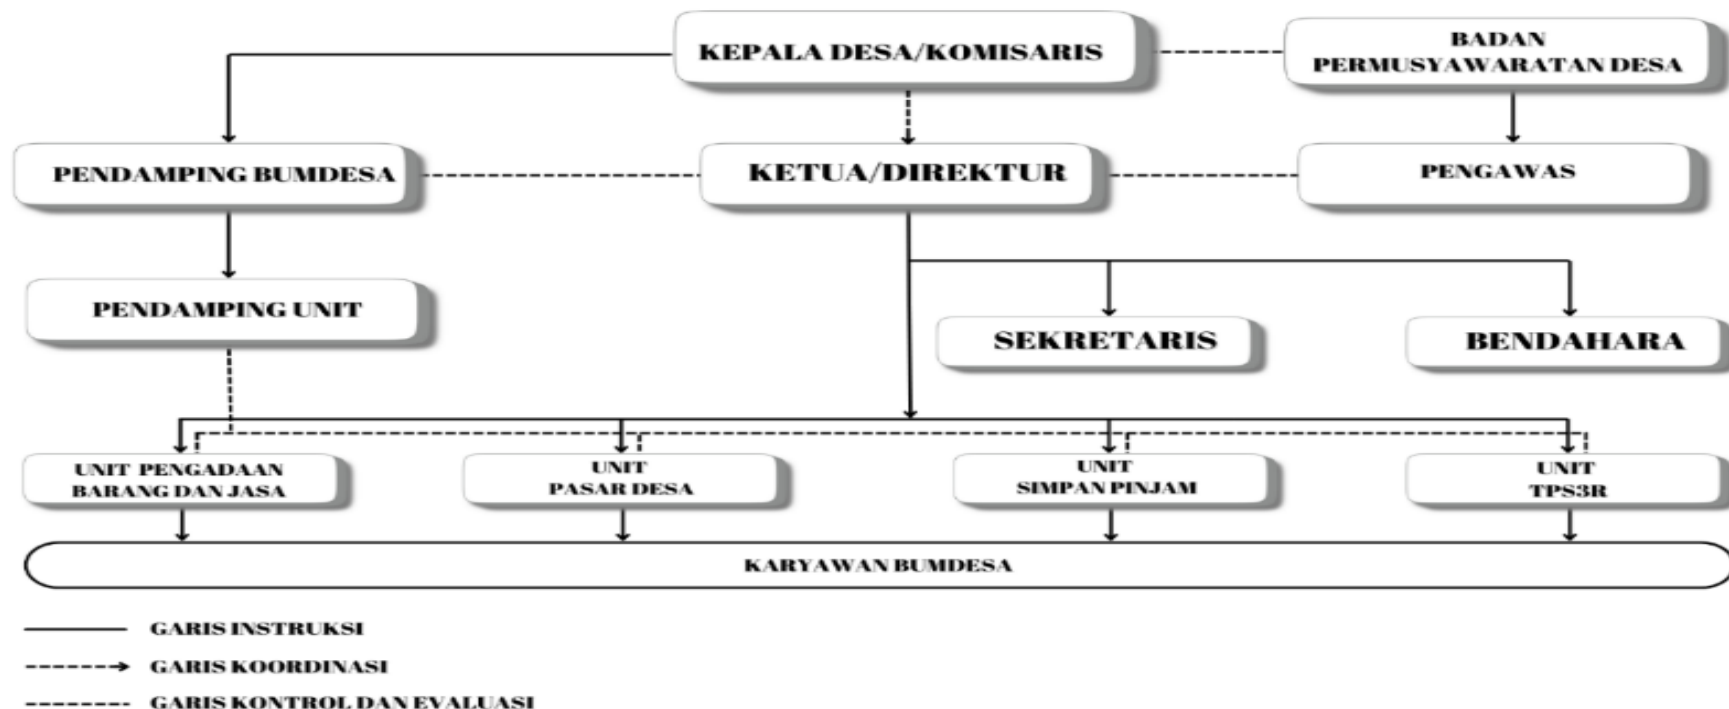 KEPALA DESA/KOMISARIS
BADAN
PERMUSYAWARATAN DESA
PENDAMPING BUMDESA
KETUA/DIREKTUR
PENGAWAS
PENDAMPING UNIT
SEKRETARIS
BENDAHARA
UNIT PENGADAAN
BARANG DAN JASA
UNIT
PASAR DESA
UNIT
SIMPAN PINJAM
UNIT
TPS3R
KARYAWAN BUMDESA
GARIS INSTRUKSI
GARIS KOORDINASI
GARIS KONTROL DAN EVALUASI